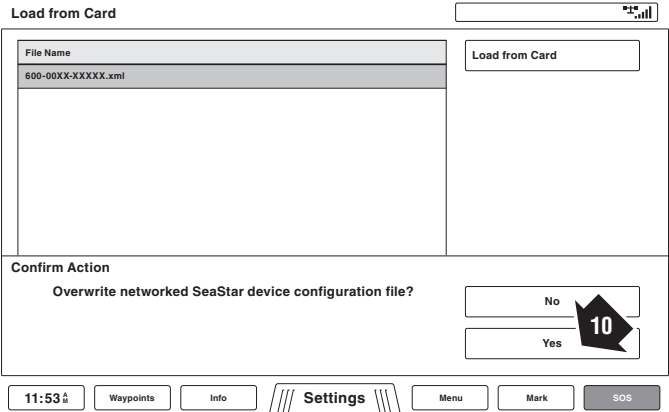 Load from Card
File Name
Load from Card
600-00XX-XXXXX.xml
Confirm Action
Overwrite networked SeaStar device configuration file?
No
10
Yes
11:53 AM
Waypoints
Info
Settings
Menu
Mark
SOS